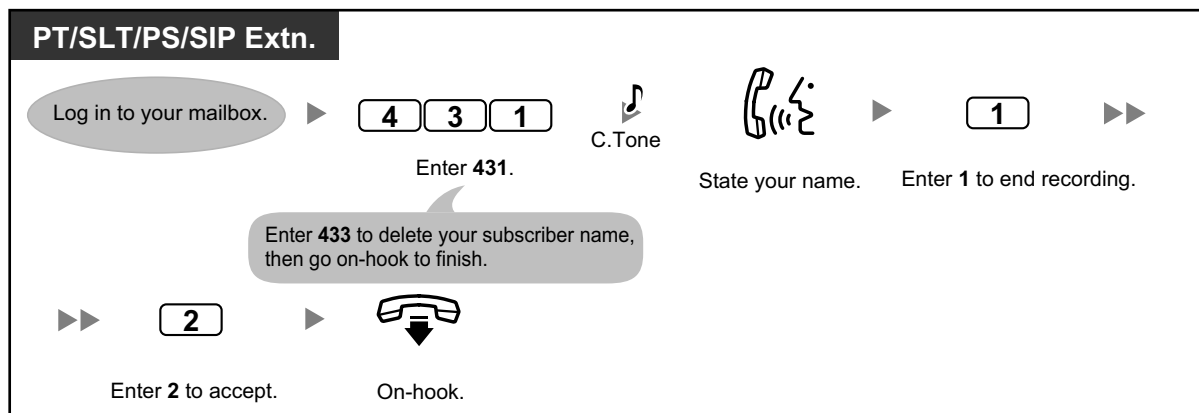 PT/SLT/PS/SIP Extn.
Log in to your mailbox.
4 3 1
C.Tone
1
Enter 431.
State your name.
Enter 1 to end recording.
Enter 433 to delete your subscriber name,
then go on-hook to finish.
2
Enter 2 to accept.
On-hook.